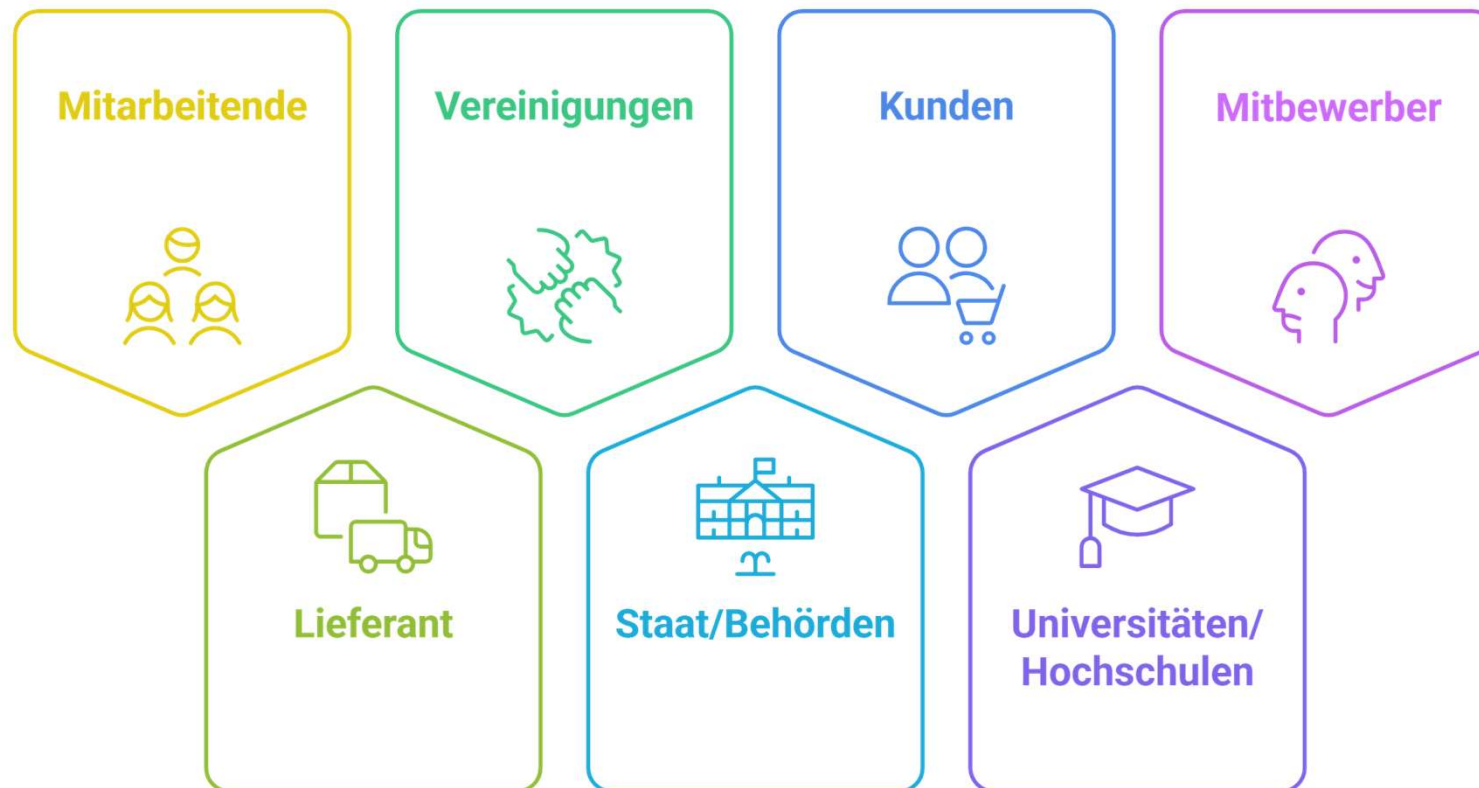 Mitarbeitende
Vereinigungen
Kunden
Mitbewerber
Lieferant
Staat/Behörden
Universitäten/
Hochschulen